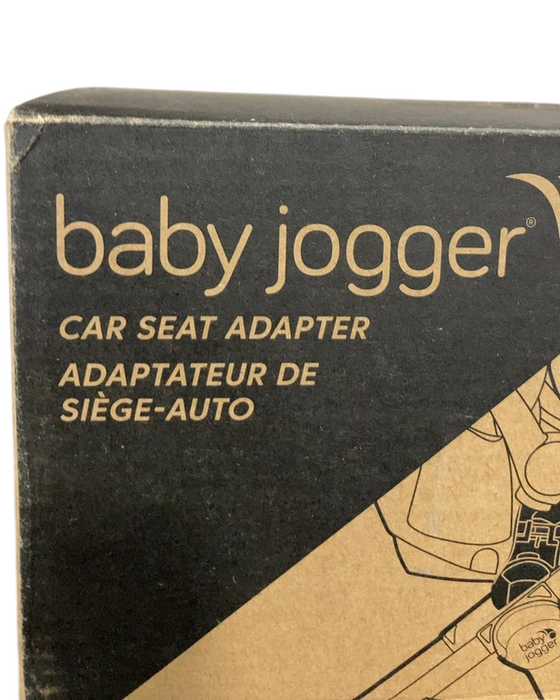 baby jogger®
CAR SEAT ADAPTER
ADAPTATEUR DE
SIÈGE-AUTO
baby
jogger